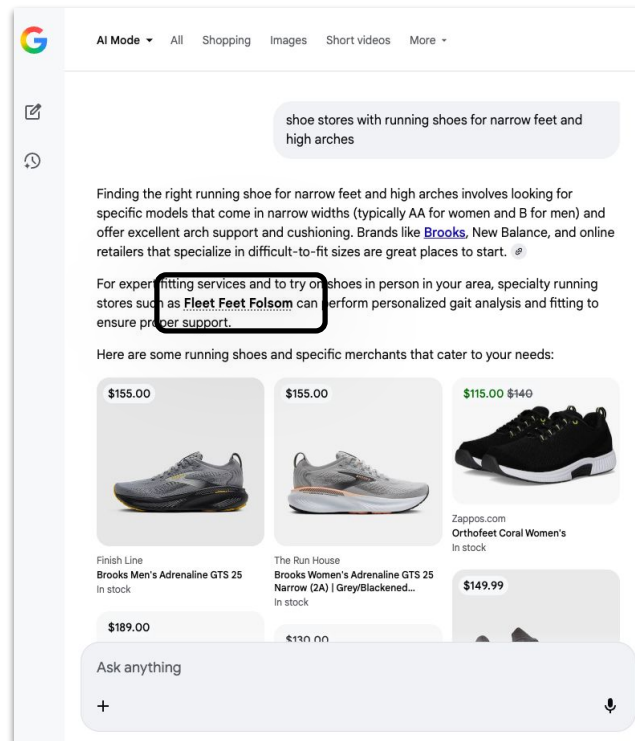 AI Mode All Shopping Images Short videos More
shoe stores with running shoes for narrow feet and
high arches
Finding the right running shoe for narrow feet and high arches involves looking for
specific models that come in narrow widths (typically AA for women and B for men) and
offer excellent arch support and cushioning. Brands like Brooks, New Balance, and online
retailers that specialize in difficult-to-fit sizes are great places to start.
For expert fitting services and to try on shoes in person in your area, specialty running
stores such as Fleet Feet Folsom can perform personalized gait analysis and fitting to
ensure proper support.
Here are some running shoes and specific merchants that cater to your needs:
$155.00
Finish Line
Brooks Men's Adrenaline GTS 25
In stock
$155.00
The Run House
Brooks Women's Adrenaline GTS 25
Narrow (2A) | Grey/Blackened...
In stock
$115.00 $140
Zappos.com
Orthofeet Coral Women's
In stock
$189.00
$130.00
$149.99
Ask anything